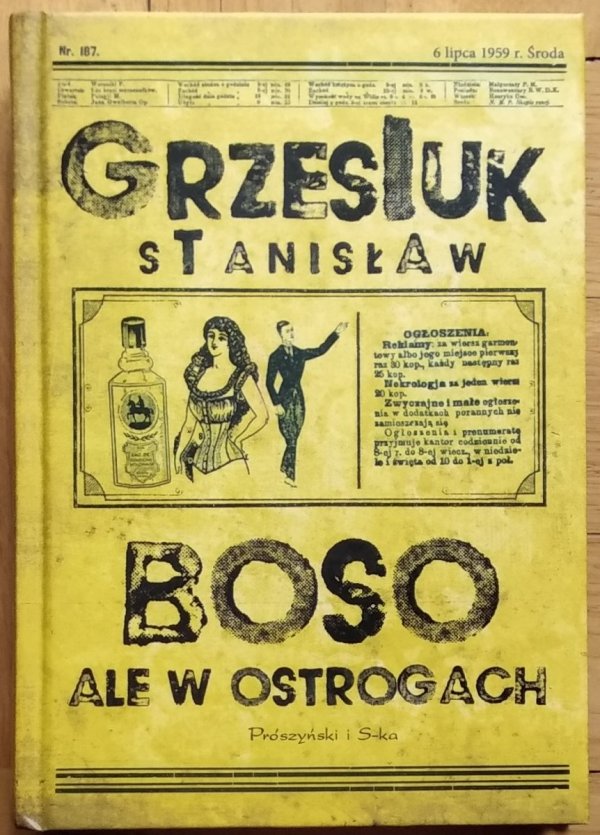 Nr. 187.
6 lipca 1959 r. Środa
GRZESIUK
STANISŁAW
OGŁOSZENIA:
Reklamy: za wiersz garmon-
towy albo jego miejsce pierwszy
raz 30 kop., każdy następny raz
25 kop.
Nekrologja za jeden wiersz
20 kop.
Zwyczajne i małe ogłosze-
nia w dodatkach porannych nie
zamieszczają się
Ogłoszenia i prenumeratę
przyjmuje kantor codziennie od
8-ej r. do 8-ej wiecz., w niedzie-
le i święta od 10 do 1-ej z poł.
BOSO
ALE W OSTROGACH
Prószyński i S-ka